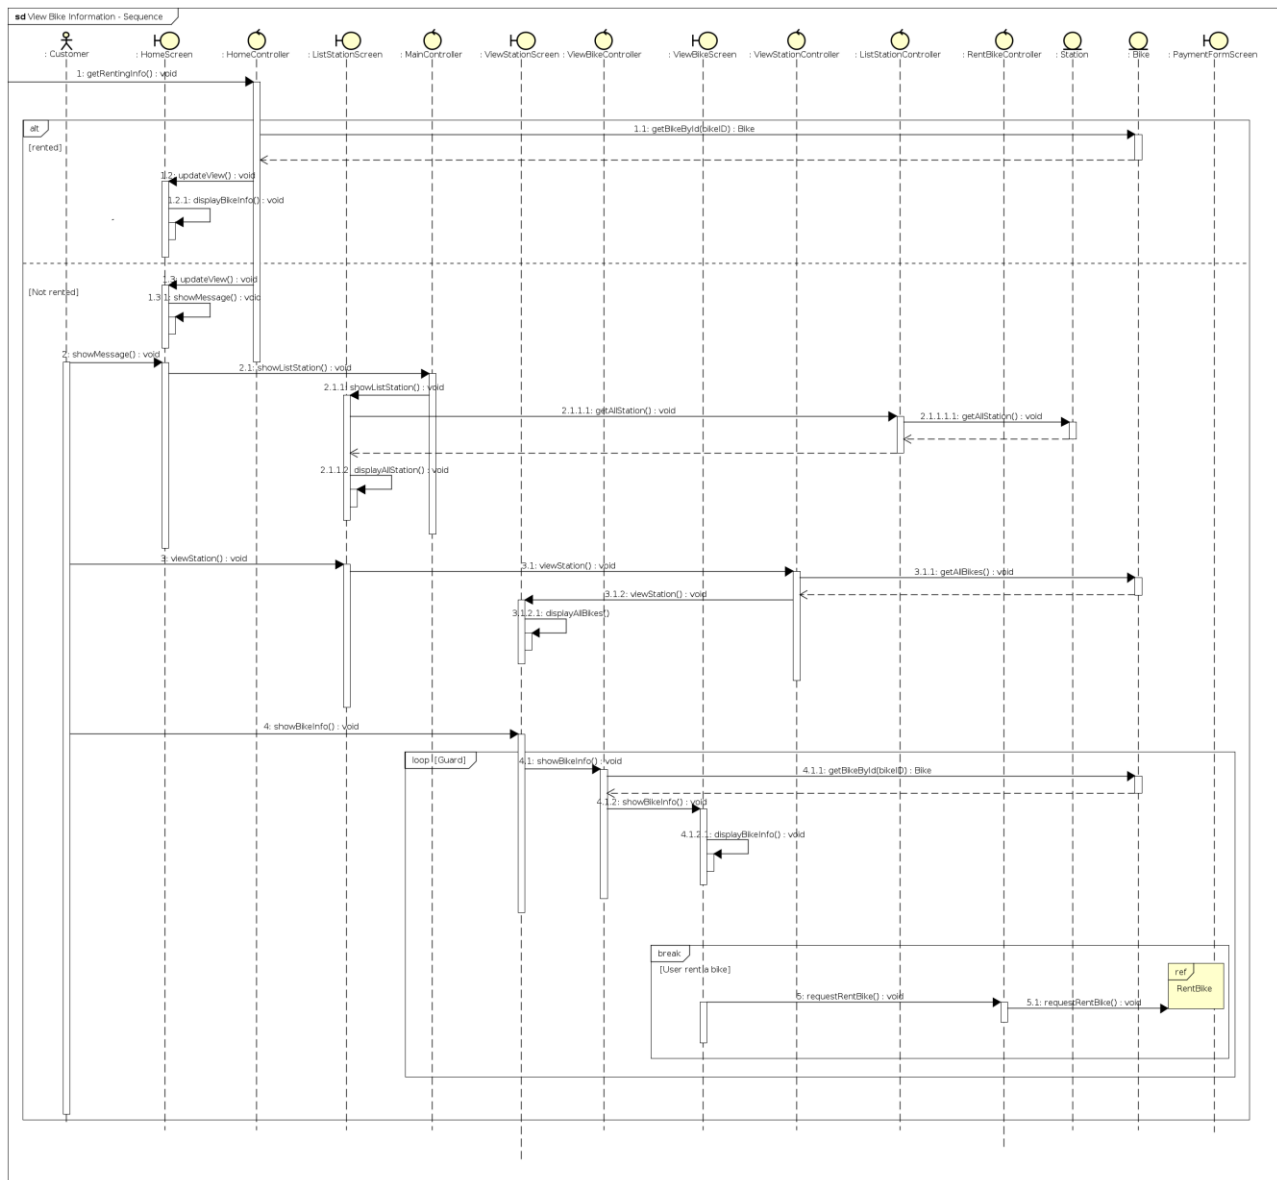 sd View Bike Information - Sequence
: Customer
: HomeScreen
: HomeController
: ListStationScreen
: MainController
: ViewStationScreen
: ViewBikeController
: ViewBikeScreen
: ViewStationController
: ListStationController
: RentBikeController
: Station
: Bike
: PaymentFormScreen
1: getRentingInfo() : void
alt
[rented]
1.1: getBikeById(bikeID) : Bike
1.2: updateView() : void
1.2.1: displayBikeInfo() : void
[Not rented]
1.3: updateView() : void
1.3.1: showMessage() : void
2: showMessage() : void
2.1: showListStation() : void
2.1.1: showListStation() : void
2.1.1.1: getAllStation() : void
2.1.1.1.1: getAllStation() : void
2.1.1.2: displayAllStation() : void
3: viewStation() : void
3.1: viewStation() : void
3.1.1: getAllBikes() : void
3.1.2: viewStation() : void
3.1.2.1: displayAllBikes()
4: showBikeInfo() : void
loop [Guard]
4.1: showBikeInfo() : void
4.1.1: getBikeById(bikeID) : Bike
4.1.2: showBikeInfo() : void
4.1.2.1: displayBikeInfo() : void
break
[User rent a bike]
ref
RentBike
5: requestRentBike() : void
5.1: requestRentBike() : void